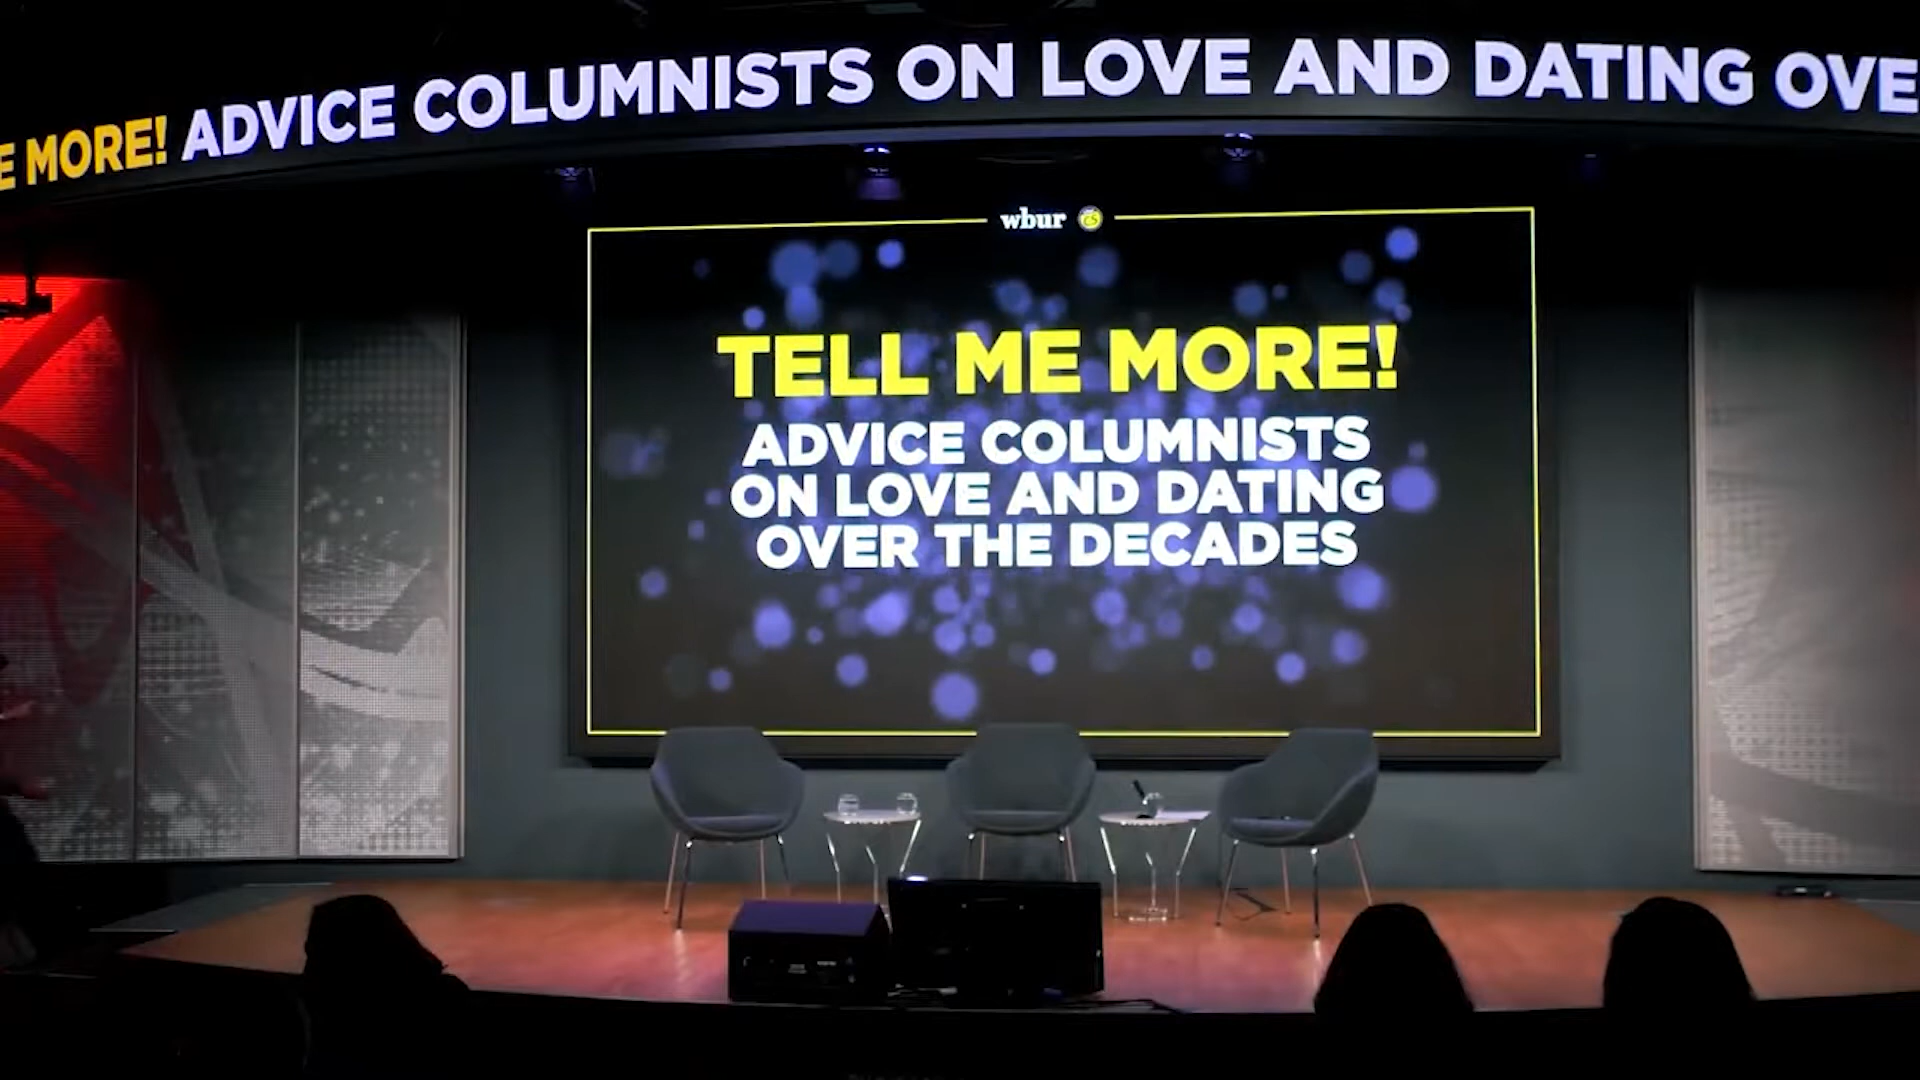 E MORE! ADVICE COLUMNISTS ON LOVE AND DATING OVE
wbur CS
TELL ME MORE!
ADVICE COLUMNISTS
ON LOVE AND DATING
OVER THE DECADES